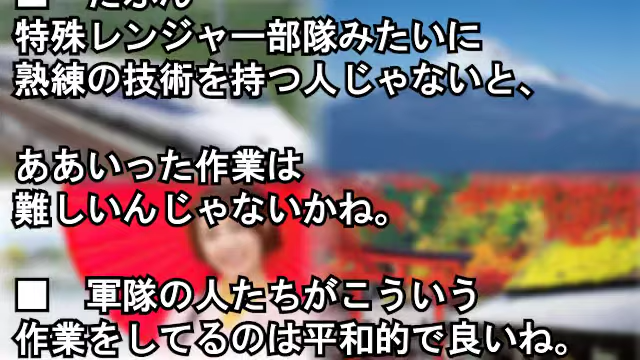 ■　たぶん
特殊レンジャー部隊みたいに
熟練の技術を持つ人じゃないと、
ああいった作業は
難しいんじゃないかね。
■　軍隊の人たちがこういう
作業をしてるのは平和的で良いね。